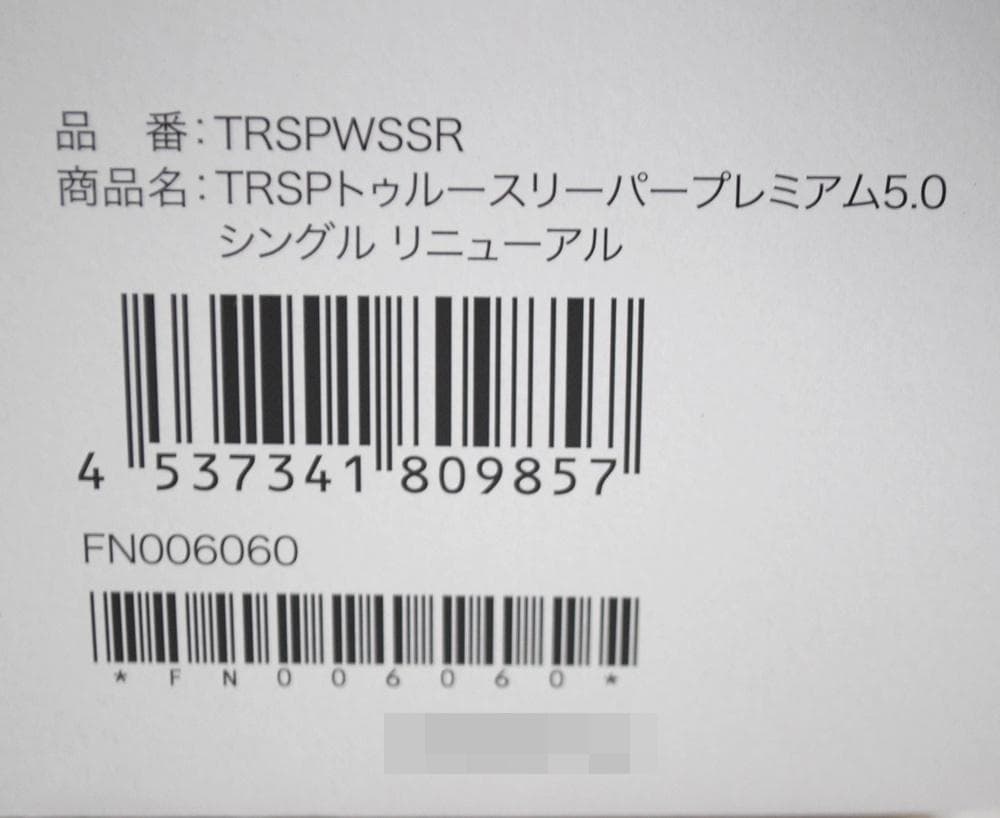 品　番：TRSPWSSR
商品名：TRSPトゥルースリーパープレミアム5.0
シングル リニューアル
4 537341 809857
FN006060
*FN006060*